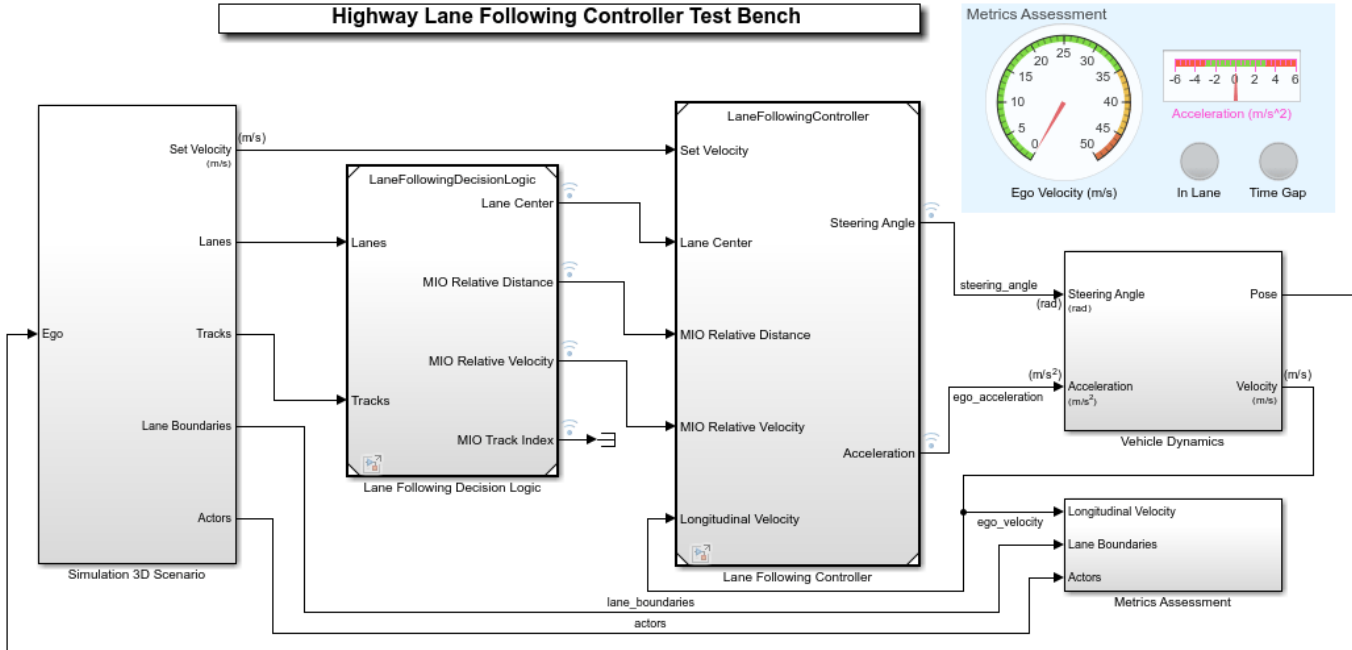 Highway Lane Following Controller Test Bench
Metrics Assessment
0
5
10
15
20
25
30
35
40
45
50
Ego Velocity (m/s)
-6 -4 -2 0 2 4 6
Acceleration (m/s^2)
In Lane
Time Gap
Ego
Set Velocity
(m/s)
Lanes
Tracks
Lane Boundaries
Actors
Simulation 3D Scenario
(m/s)
LaneFollowingDecisionLogic
Lanes
Tracks
Lane Center
MIO Relative Distance
MIO Relative Velocity
MIO Track Index
Lane Following Decision Logic
LaneFollowingController
Set Velocity
Lane Center
MIO Relative Distance
MIO Relative Velocity
Longitudinal Velocity
Steering Angle
Acceleration
Lane Following Controller
steering_angle
(rad)
(m/s²)
ego_acceleration
Steering Angle
(rad)
Acceleration
(m/s²)
Pose
Velocity
(m/s)
(m/s)
Vehicle Dynamics
ego_velocity
Longitudinal Velocity
Lane Boundaries
Actors
Metrics Assessment
lane_boundaries
actors